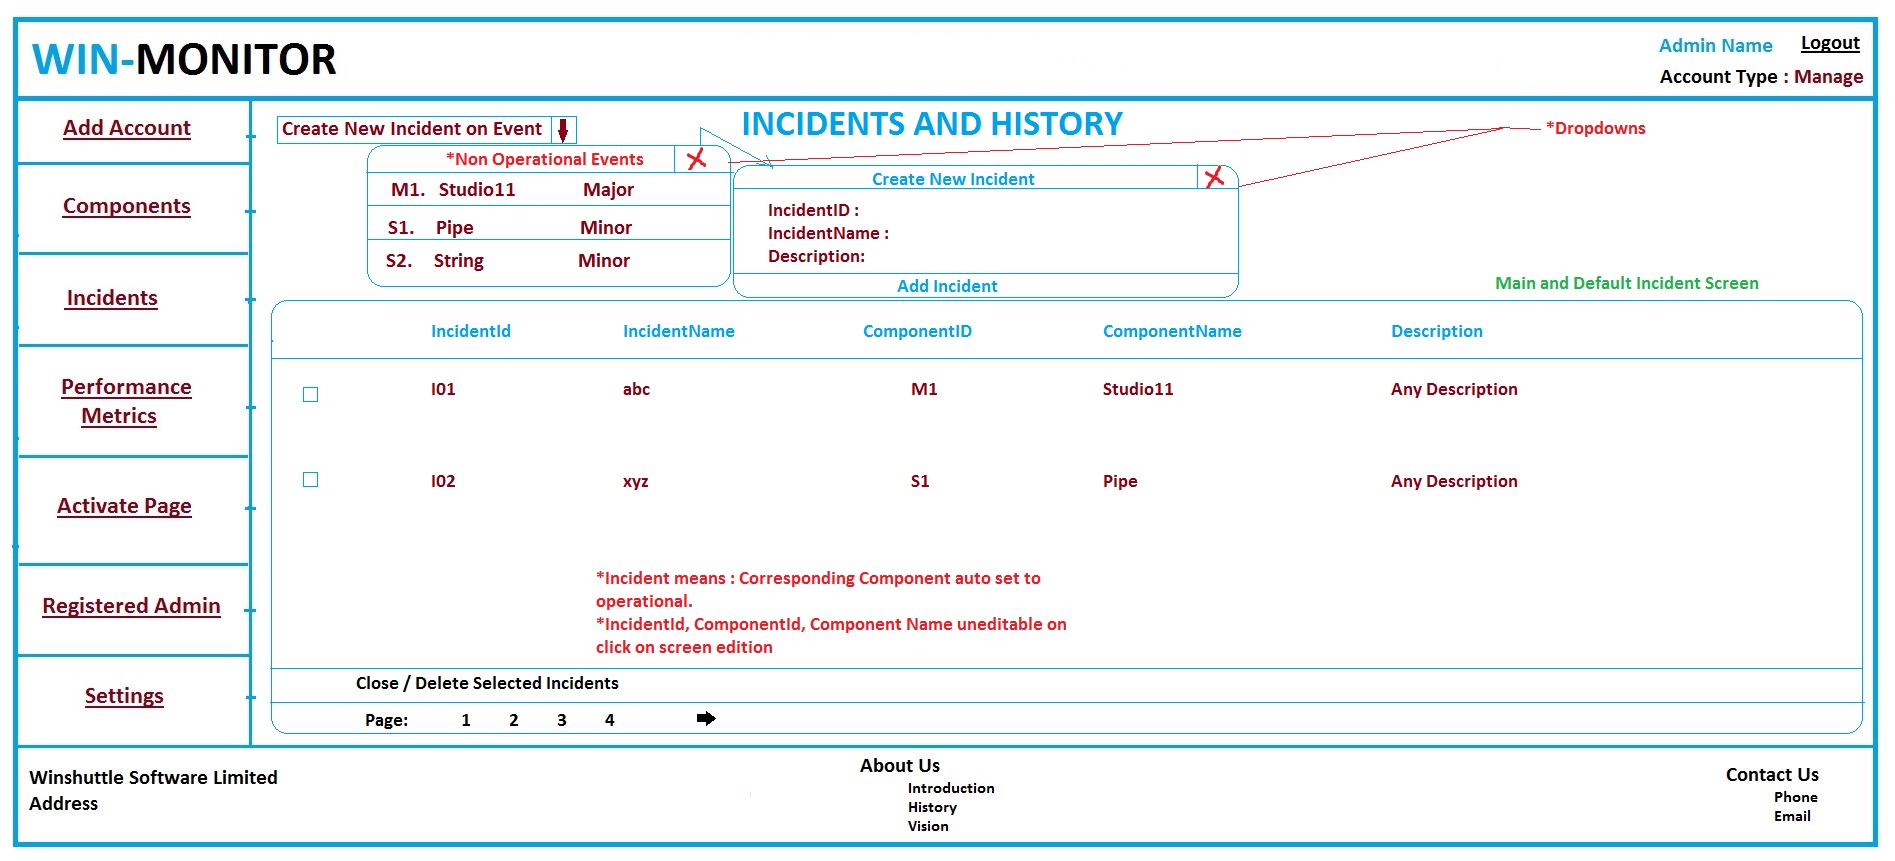 WIN-MONITOR
Admin Name Logout
Account Type : Manage
Add Account
Components
Incidents
Performance
Metrics
Activate Page
Registered Admin
Settings
Create New Incident on Event
INCIDENTS AND HISTORY
*Dropdowns
*Non Operational Events
M1. Studio11 Major
S1. Pipe Minor
S2. String Minor
Create New Incident
IncidentID :
IncidentName :
Description:
Add Incident
Main and Default Incident Screen
IncidentId IncidentName ComponentID ComponentName Description
I01 abc M1 Studio11 Any Description
I02 xyz S1 Pipe Any Description
*Incident means : Corresponding Component auto set to
operational.
*IncidentId, ComponentId, Component Name uneditable on
click on screen edition
Close / Delete Selected Incidents
Page: 1 2 3 4
Winshuttle Software Limited
Address
About Us
Introduction
History
Vision
Contact Us
Phone
Email